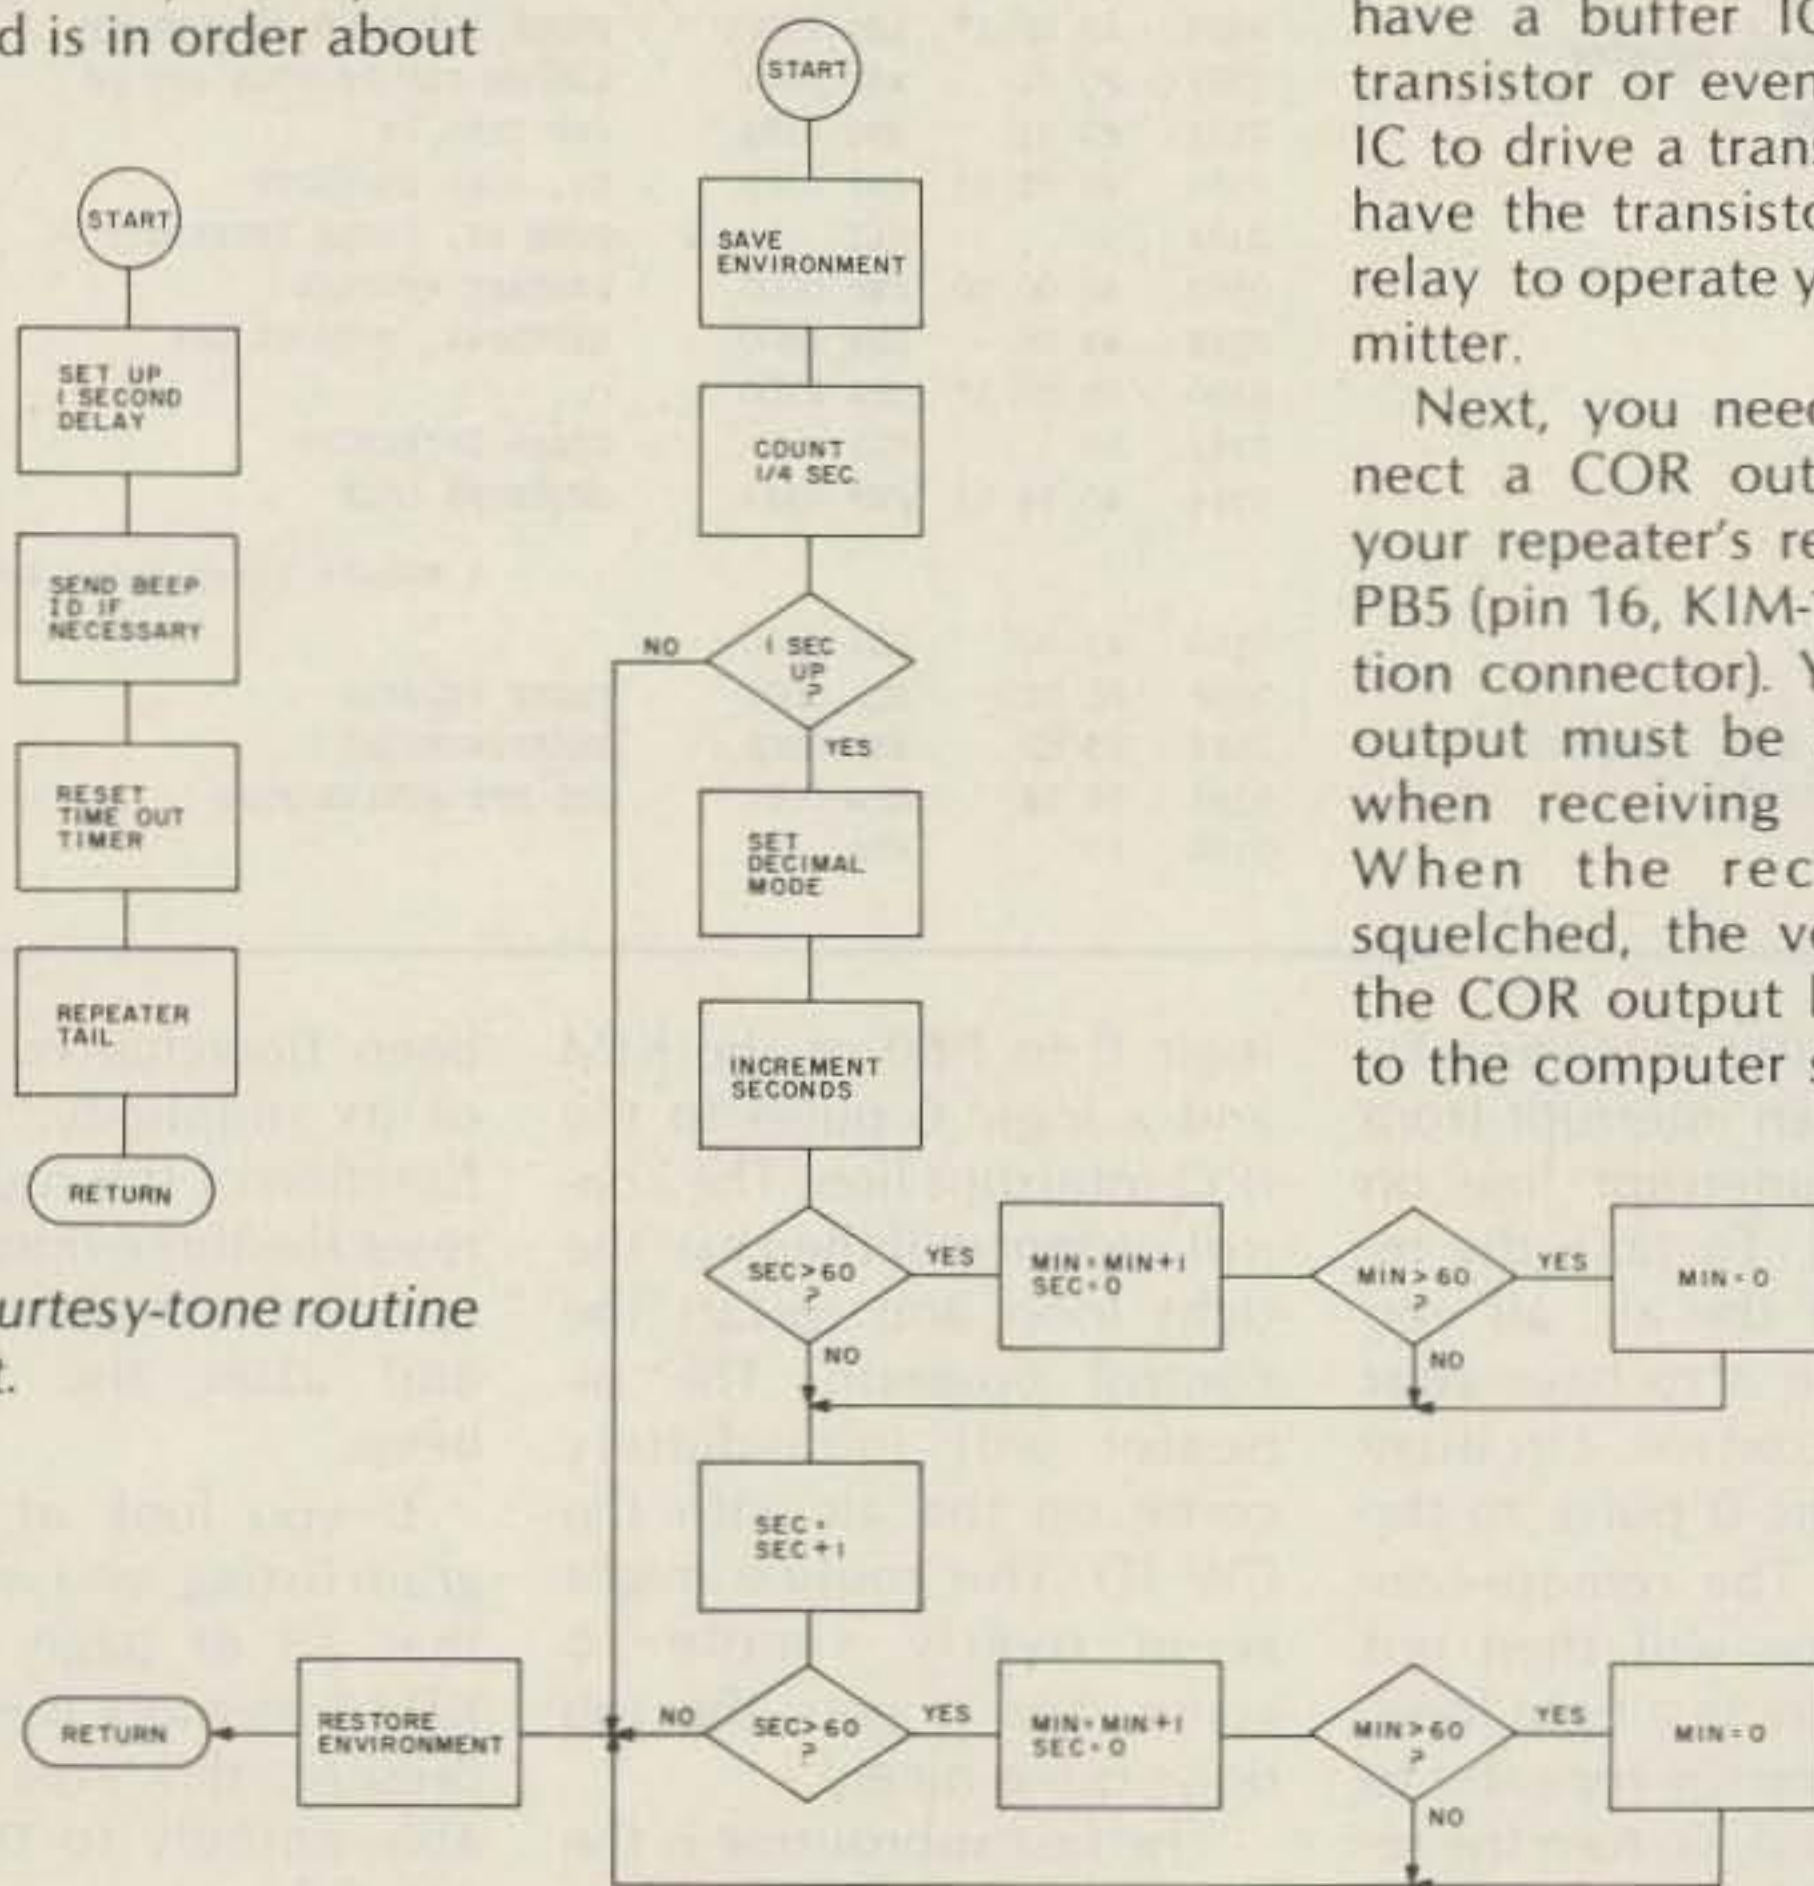 d is in order about
START
SET UP
1 SECOND
DELAY
SEND BEEP
ID IF
NECESSARY
RESET
TIME OUT
TIMER
REPEATER
TAIL
RETURN
urtesy-tone routine
t.
START
SAVE
ENVIRONMENT
COUNT
1/4 SEC.
1 SEC
UP
?
NO
YES
SET
DECIMAL
MODE
INCREMENT
SECONDS
SEC>60
?
YES
NO
MIN=MIN+1
SEC=0
MIN>60
?
YES
NO
MIN=0
SEC=
SEC+1
SEC>60
?
NO
YES
MIN=MIN+1
SEC=0
MIN>60
?
YES
NO
MIN=0
RESTORE
ENVIRONMENT
RETURN
have a buffer IC
transistor or even
IC to drive a trans
have the transisto
relay to operate y
mitter.
Next, you need
nect a COR out
your repeater's re
PB5 (pin 16, KIM-
tion connector). Y
output must be
when receiving
When the rec
squelched, the v
the COR output
to the computer s